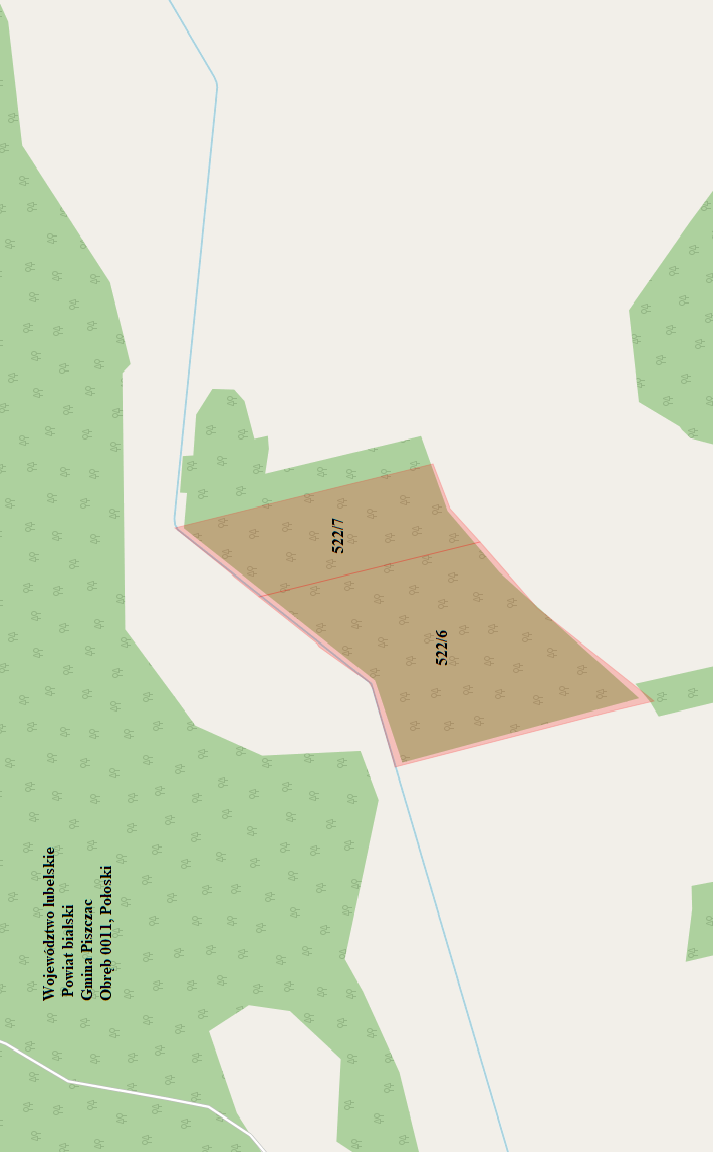 522/7
522/6
Województwo lubelskie
Powiat bialski
Gmina Piszczac
Obręb 0011, Połoski